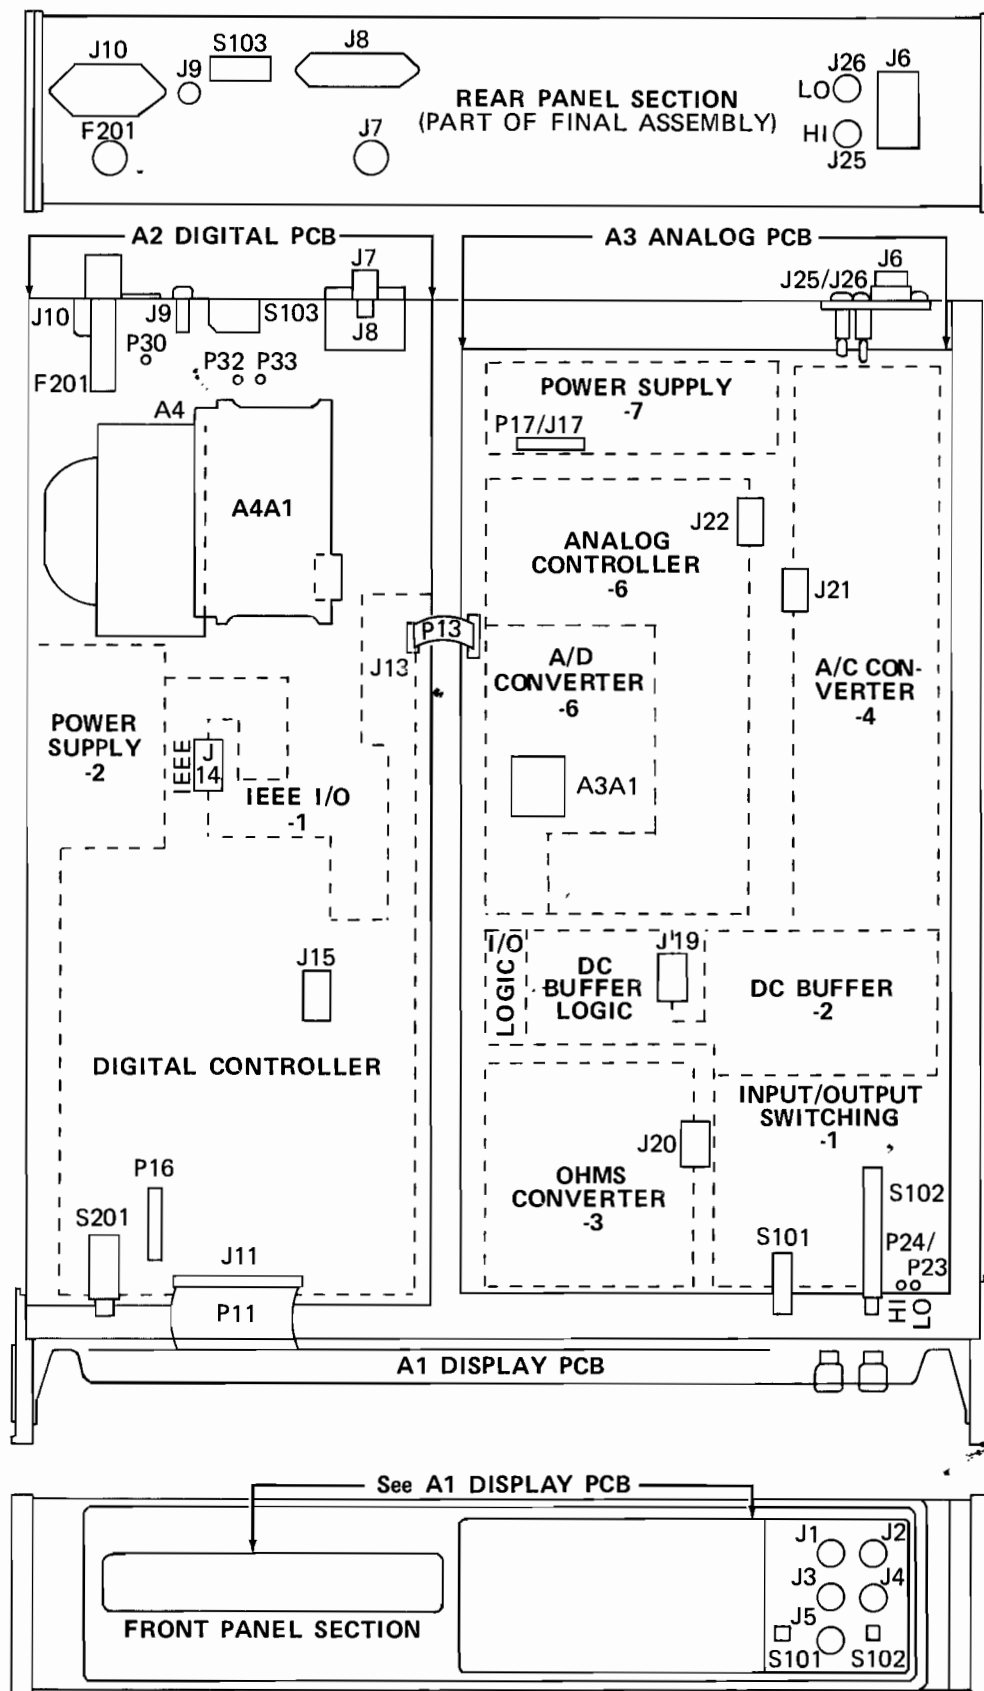 J10
J9
S103
J8
F201
J7
REAR PANEL SECTION
(PART OF FINAL ASSEMBLY)
J26
LO
HI
J25
J6
A2 DIGITAL PCB
A3 ANALOG PCB
J7
J6
J25/J26
J10
J9
S103
J8
P30
P32
P33
F201
A4
A4A1
POWER SUPPLY
-7
P17/J17
J22
ANALOG
CONTROLLER
-6
J21
P13
J13
A/D
CONVERTER
-6
A/C CON-
VERTER
-4
POWER
SUPPLY
-2
IEEE
J
14
IEEE I/O
-1
A3A1
J15
I/O
LOGIC
DC
BUFFER
LOGIC
J19
DC BUFFER
-2
DIGITAL CONTROLLER
INPUT/OUTPUT
SWITCHING
-1
J20
OHMS
CONVERTER
-3
P16
S201
J11
P11
S102
S101
P24/
P23
HI
LO
A1 DISPLAY PCB
See A1 DISPLAY PCB
J1
J2
J3
J4
J5
S101
S102
FRONT PANEL SECTION